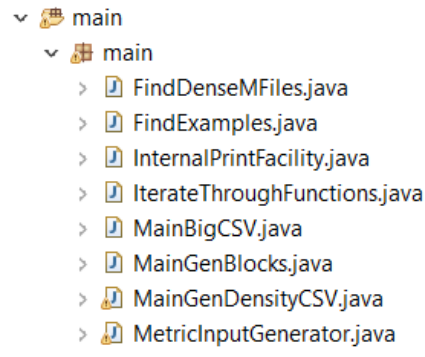 main
main
FindDenseMFiles.java
FindExamples.java
InternalPrintFacility.java
IterateThroughFunctions.java
MainBigCSV.java
MainGenBlocks.java
MainGenDensityCSV.java
MetricInputGenerator.java